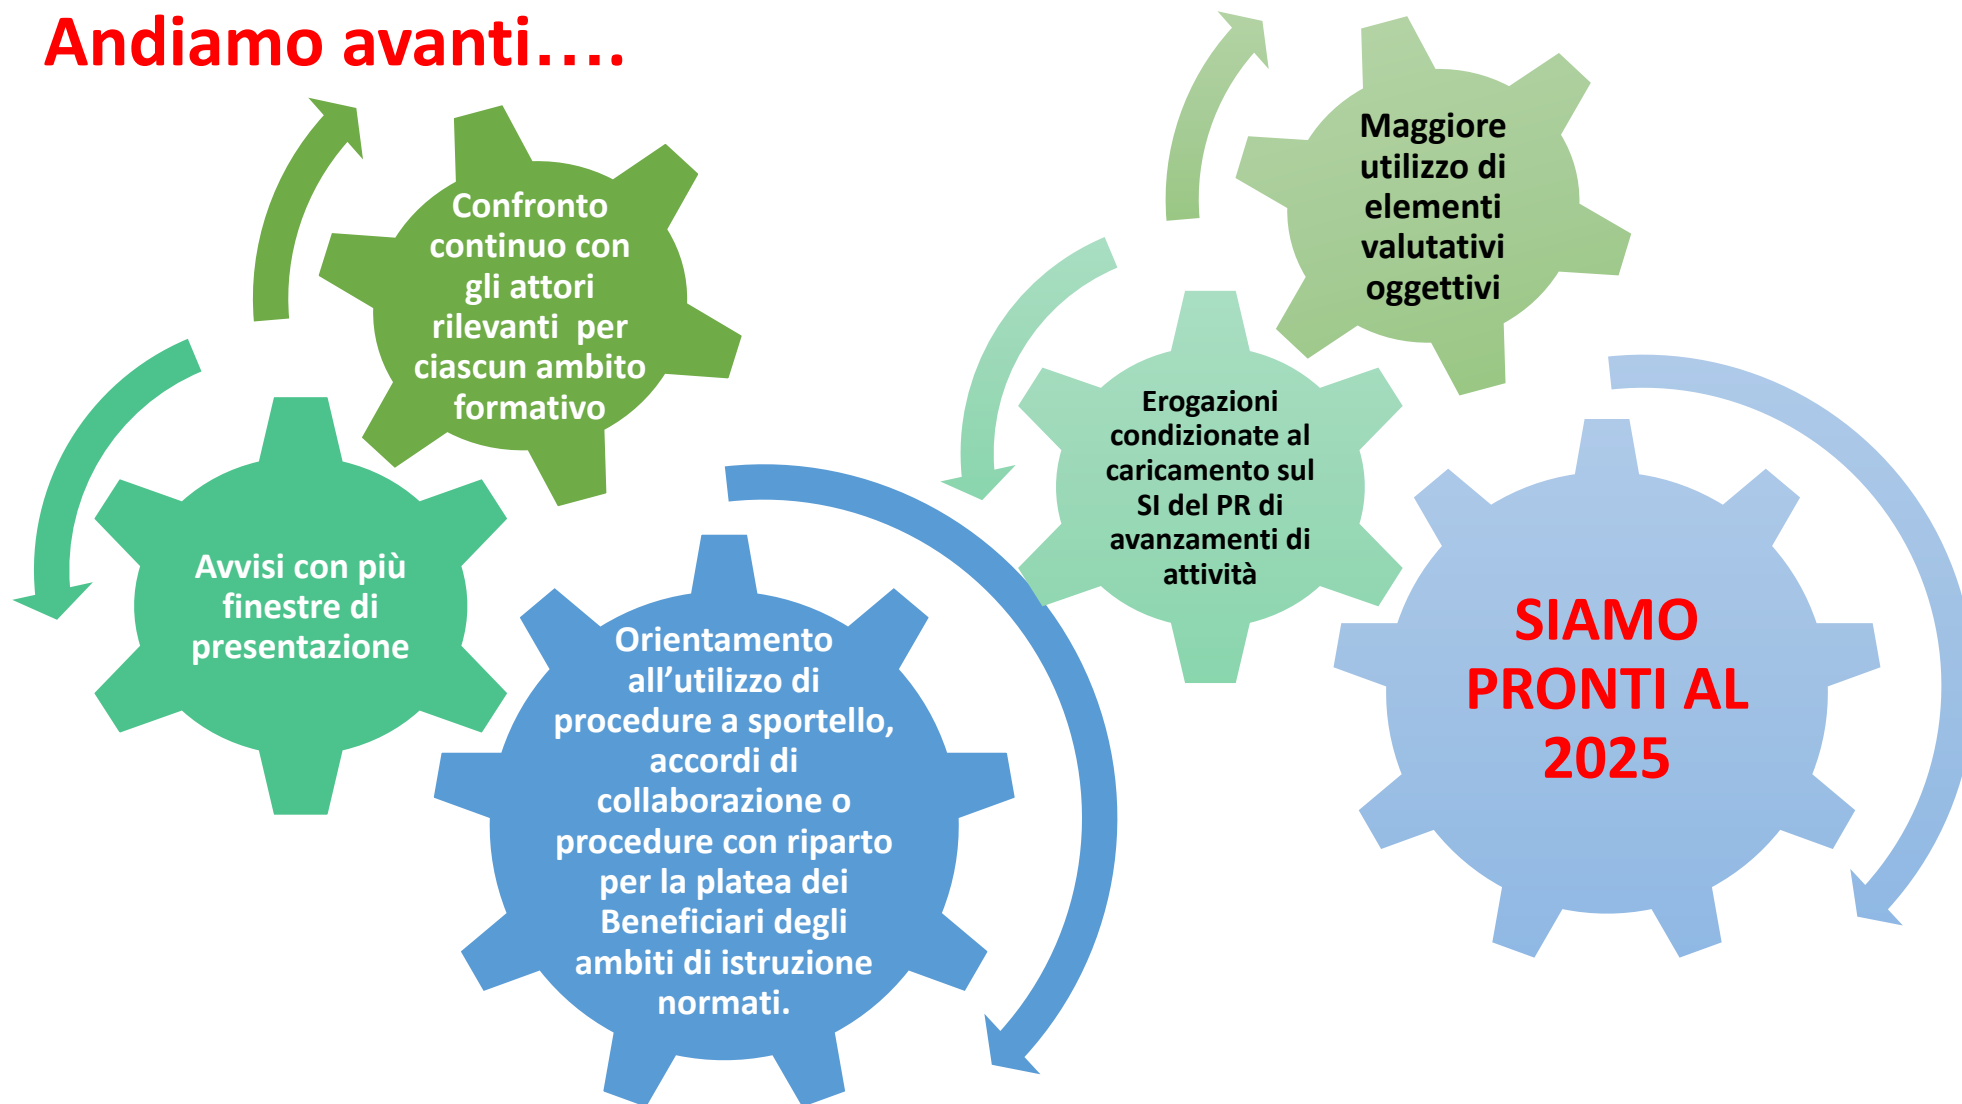 Andiamo avanti....
Confronto
continuo con
gli attori
rilevanti  per
ciascun ambito
formativo
Avvisi con più
finestre di
presentazione
Orientamento
all’utilizzo di
procedure a sportello,
accordi di
collaborazione o
procedure con riparto
per la platea dei
Beneficiari degli
ambiti di istruzione
normati.
Maggiore
utilizzo di
elementi
valutativi
oggettivi
Erogazioni
condizionate al
caricamento sul
SI del PR di
avanzamenti di
attività
SIAMO
PRONTI AL
2025